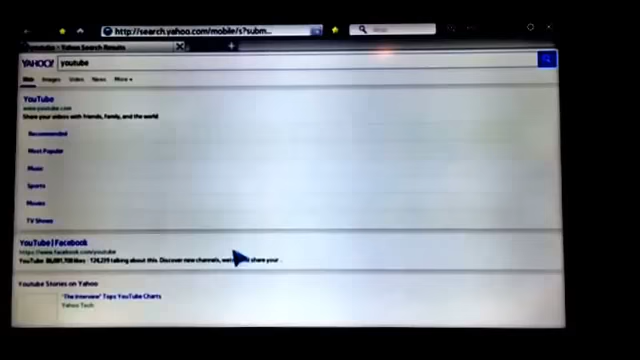 http://search.yahoo.com/mobile/s?subm...
youtube - Yahoo Search Results
YAHOO! youtube
Web Images Video News More
YouTube
www.youtube.com
Share your videos with friends, family, and the world
Recommended
Most Popular
Music
Sports
Movies
TV Shows
YouTube | Facebook
https://www.facebook.com/youtube
YouTube talking about this. Discover new channels, share your
YouTube Stories on Yahoo
'The Interview' Tops YouTube Charts
Yahoo Tech